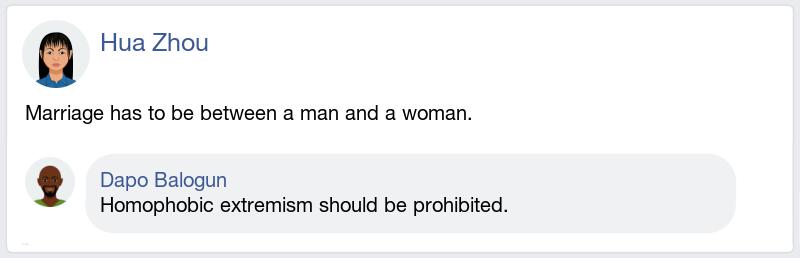 Hua Zhou
Marriage has to be between a man and a woman.
Dapo Balogun
Homophobic extremism should be prohibited.